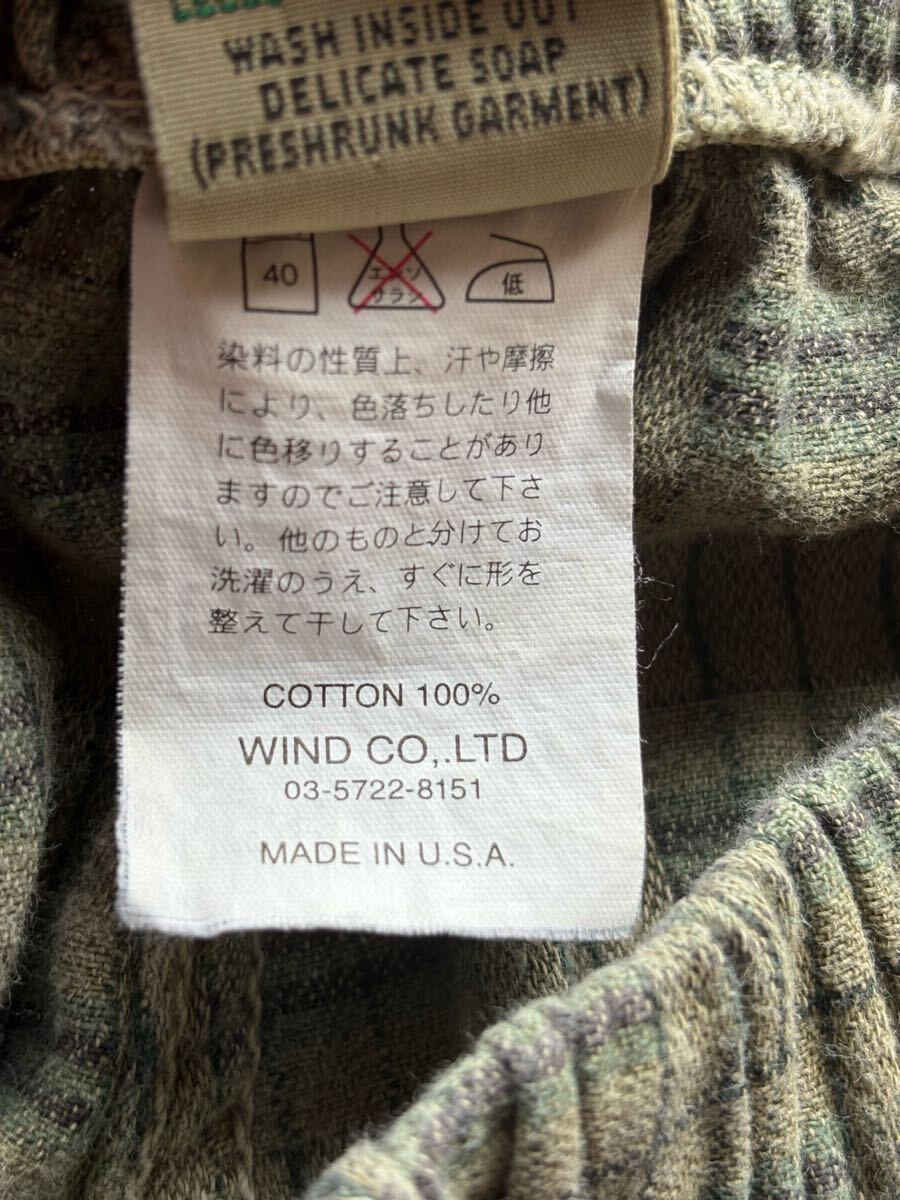 WASH INSIDE OUT
DELICATE SOAP
(PRESHRUNK GARMENT)
40
エンソ
サラシ
低
染料の性質上、汗や摩擦
により、色落ちしたり他
に色移りすることがあり
ますのでご注意して下さ
い。他のものと分けてお
洗濯のうえ、すぐに形を
整えて干して下さい。
COTTON 100%
WIND CO,.LTD
03-5722-8151
MADE IN U.S.A.